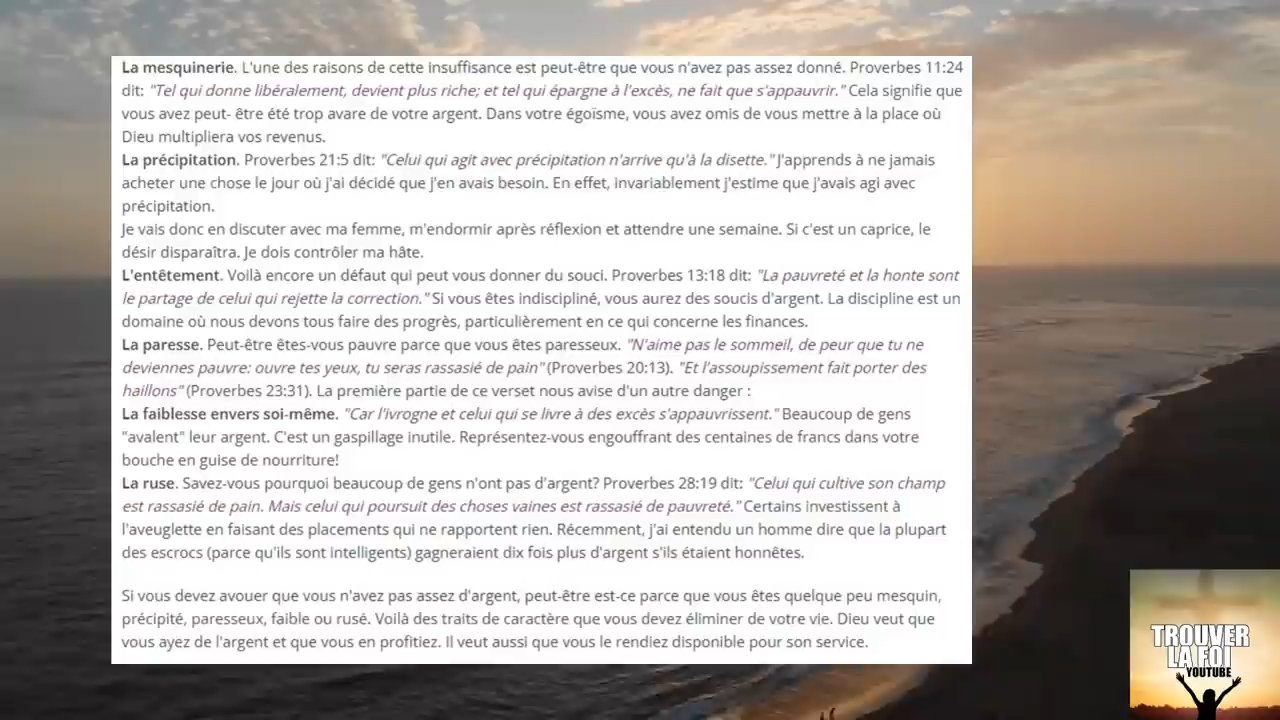 La mesquinerie. L'une des raisons de cette insuffisance est peut-être que vous n'avez pas assez donné. Proverbes 11:24
dit: "Tel qui donne libéralement, devient plus riche; et tel qui épargne à l'excès, ne fait que s'appauvrir." Cela signifie que
vous avez peut- être été trop avare de votre argent. Dans votre égoïsme, vous avez omis de vous mettre à la place où
Dieu multipliera vos revenus.
La précipitation. Proverbes 21:5 dit: "Celui qui agit avec précipitation n'arrive qu'à la disette." J'apprends à ne jamais
acheter une chose le jour où j'ai décidé que j'en avais besoin. En effet, invariablement j'estime que j'avais agi avec
précipitation.
Je vais donc en discuter avec ma femme, m'endormir après réflexion et attendre une semaine. Si c'est un caprice, le
désir disparaîtra. Je dois contrôler ma hâte.
L'entêtement. Voilà encore un défaut qui peut vous donner du souci. Proverbes 13:18 dit: "La pauvreté et la honte sont
le partage de celui qui rejette la correction." Si vous êtes indiscipliné, vous aurez des soucis d'argent. La discipline est un
domaine où nous devons tous faire des progrès, particulièrement en ce qui concerne les finances.
La paresse. Peut-être êtes-vous pauvre parce que vous êtes paresseux. "N'aime pas le sommeil, de peur que tu ne
deviennes pauvre: ouvre tes yeux, tu seras rassasié de pain" (Proverbes 20:13). "Et l'assoupissement fait porter des
haillons" (Proverbes 23:31). La première partie de ce verset nous avise d'un autre danger :
La faiblesse envers soi-même. "Car l'ivrogne et celui qui se livre à des excès s'appauvrissent." Beaucoup de gens
"avalent" leur argent. C'est un gaspillage inutile. Représentez-vous engouffrant des centaines de francs dans votre
bouche en guise de nourriture!
La ruse. Savez-vous pourquoi beaucoup de gens n'ont pas d'argent? Proverbes 28:19 dit: "Celui qui cultive son champ
est rassasié de pain. Mais celui qui poursuit des choses vaines est rassasié de pauvreté." Certains investissent à
l'aveuglette en faisant des placements qui ne rapportent rien. Récemment, j'ai entendu un homme dire que la plupart
des escrocs (parce qu'ils sont intelligents) gagneraient dix fois plus d'argent s'ils étaient honnêtes.
Si vous devez avouer que vous n'avez pas assez d'argent, peut-être est-ce parce que vous êtes quelque peu mesquin,
précipité, paresseux, faible ou rusé. Voilà des traits de caractère que vous devez éliminer de votre vie. Dieu veut que
vous ayez de l'argent et que vous en profitiez. Il veut aussi que vous le rendiez disponible pour son service.
TROUVER
LA FOI
YOUTUBE